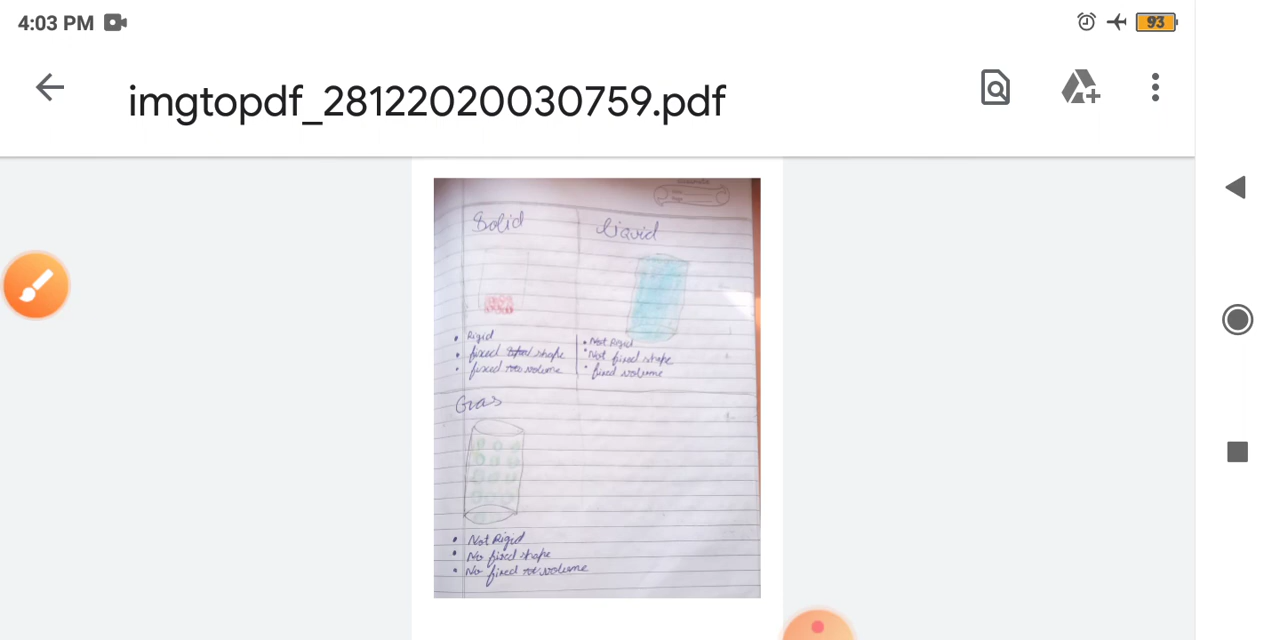 4:03 PM
93
imgtopdf_28122020030759.pdf
Solid
liquid
• Rigid
• fixed shape
• fixed volume
• Not Rigid
• Not fixed shape
• fixed volume
Gas
• Not Rigid
• No fixed shape
• No fixed volume